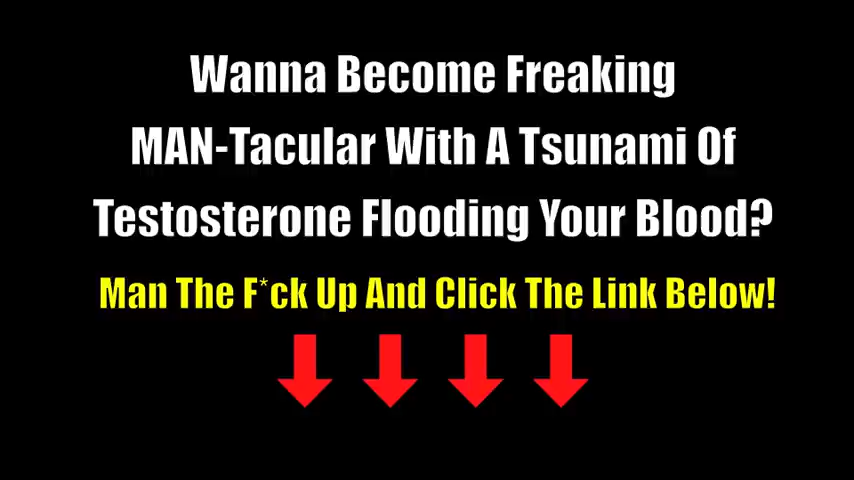 Wanna Become Freaking
MAN-Tacular With A Tsunami Of
Testosterone Flooding Your Blood?
Man The F*ck Up And Click The Link Below!